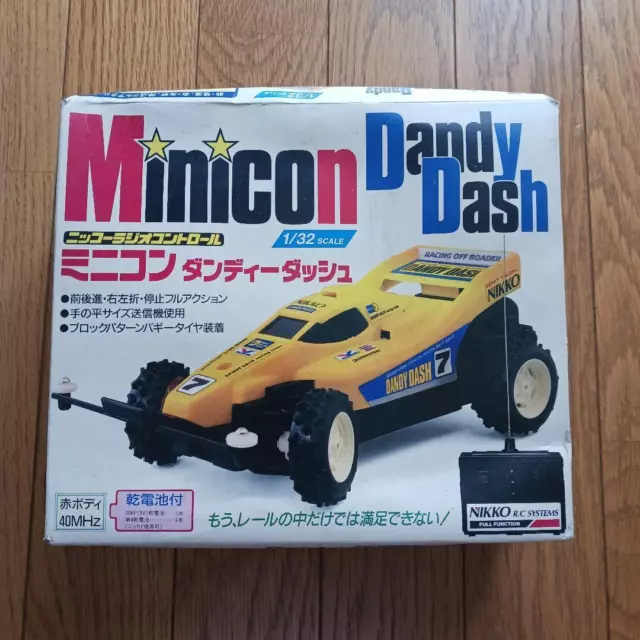 Dandy
Minicon
Dandy
Dash
ニッコーラジオコントロール
1/32 SCALE
ミニコン ダンディーダッシュ
●前後進・右左折・停止フルアクション
●手の平サイズ送信機使用
●ブロックパターンバギータイヤ装着
RACING OFF ROADER
DANDY DASH
NIKKO
NIKKO
7
DANDY DASH 7
赤ボディ
40MHz
乾電池付
もう、レールの中だけでは満足できない!
NIKKO R/C SYSTEMS
FULL FUNCTION